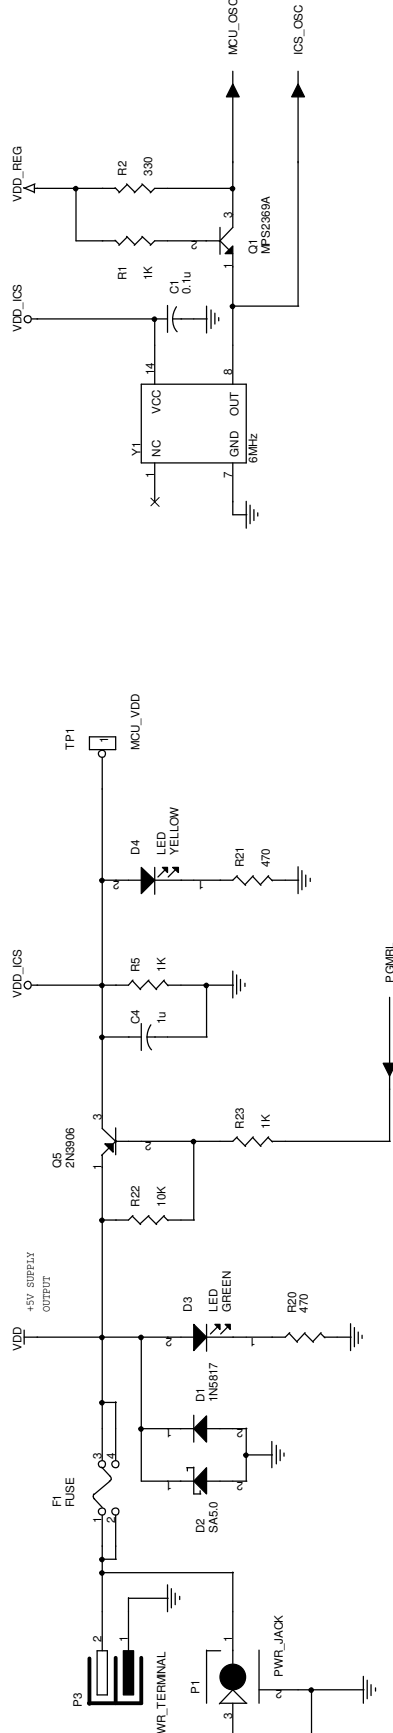 MCU_OSC
ICS_OSC
VDD_REG
R2
330
3
Q1
MPS2369A
2
1
R1
1K
VDD_ICS
C1
0.1u
14
8
Y1
VCC
OUT
NC
GND
6MHz
1
7
TP1
1
MCU_VDD
D4
LED
YELLOW
2
1
R21
470
VDD_ICS
R5
1K
C4
1u
Q5
2N3906
3
1
2
R23
1K
R22
10K
VDD
+5V SUPPLY
OUTPUT
D3
LED
GREEN
2
1
R20
470
D1
1N5817
1
2
D2
SA5.0
1
2
F1
FUSE
3
4
1
2
P3
2
1
WR_TERMINAL
P1
1
PWR_JACK
2
3